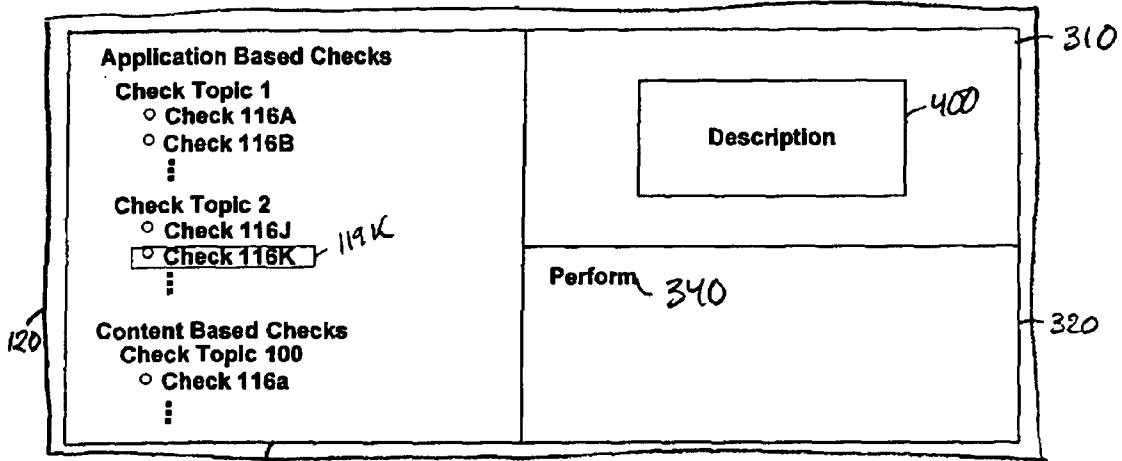 Application Based Checks
Check Topic 1
Check 116A
Check 116B
Check Topic 2
Check 116J
Check 116K
119K
Content Based Checks
Check Topic 100
Check 116a
120
310
Description
400
Perform
340
320